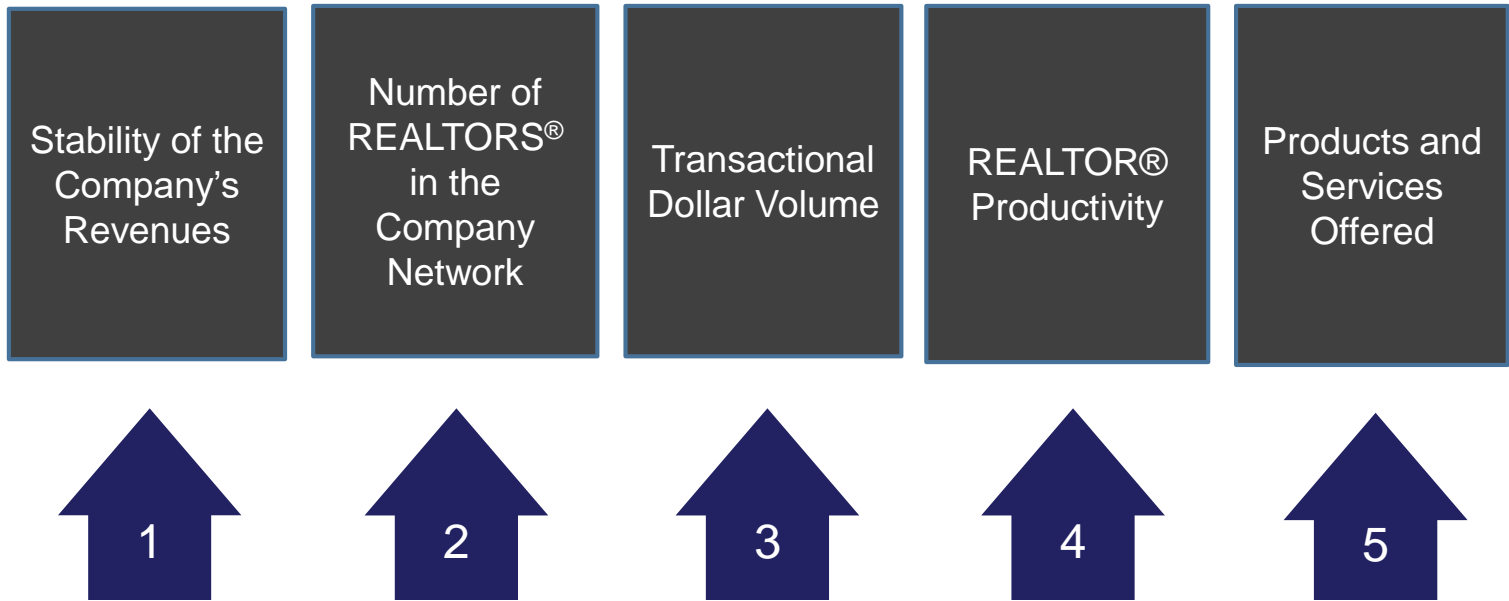 Stability of the
Company’s
Revenues
Number of
REALTORS®
in the
Company
Network
Transactional
Dollar Volume
REALTOR®
Productivity
Products and
Services
Offered
1
2
3
4
5